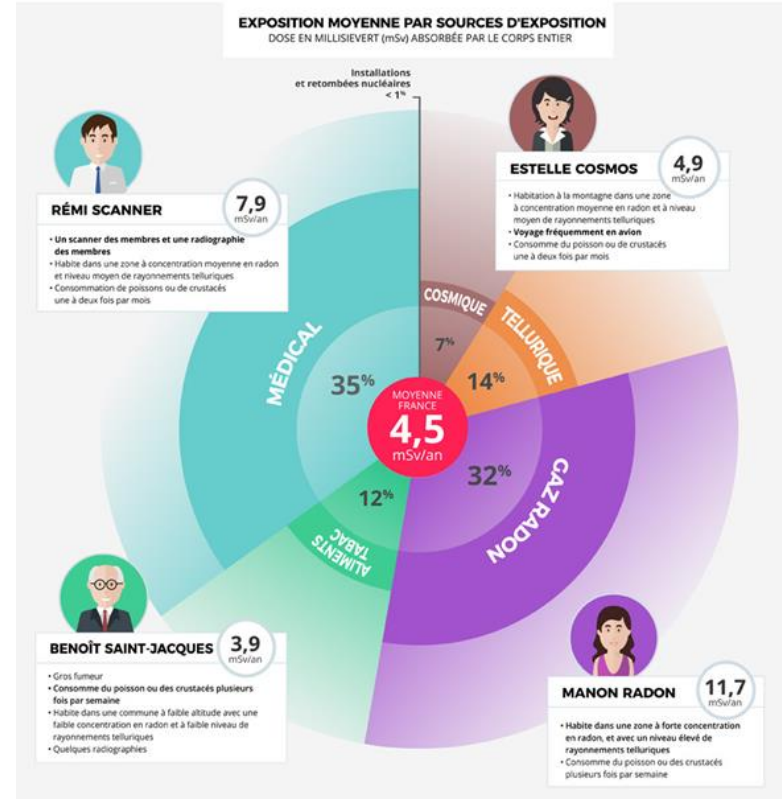 EXPOSITION MOYENNE PAR SOURCES D'EXPOSITION
DOSE EN MILLISIEVERT (mSv) ABSORBÉE PAR LE CORPS ENTIER
Installations
et retombées nucléaires
< 1%
RÉMI SCANNER
7,9
mSv/an
• Un scanner des membres et une radiographie
des membres
• Habite dans une zone à concentration moyenne en radon
et niveau moyen de rayonnements telluriques
• Consommation de poissons ou de crustacés
une à deux fois par mois
ESTELLE COSMOS
4,9
mSv/an
• Habitation à la montagne dans une zone
à concentration moyenne en radon et à niveau
moyen de rayonnements telluriques
• Voyage fréquemment en avion
• Consomme du poisson ou de crustacés
une à deux fois par mois
MÉDICAL
35%
COSMIQUE
7%
TELLURIQUE
14%
MOYENNE
FRANCE
4,5
mSv/an
GAZ RADON
32%
12%
ALIMENTS
TABAC
BENOÎT SAINT-JACQUES
3,9
mSv/an
• Gros fumeur
• Consomme du poisson ou des crustacés plusieurs
fois par semaine
• Habite dans une commune à faible altitude avec une
faible concentration en radon et à faible niveau de
rayonnements telluriques
• Quelques radiographies
MANON RADON
11,7
mSv/an
• Habite dans une zone à forte concentration
en radon, et avec un niveau élevé de
rayonnements telluriques
• Consomme du poisson ou des crustacés
plusieurs fois par semaine